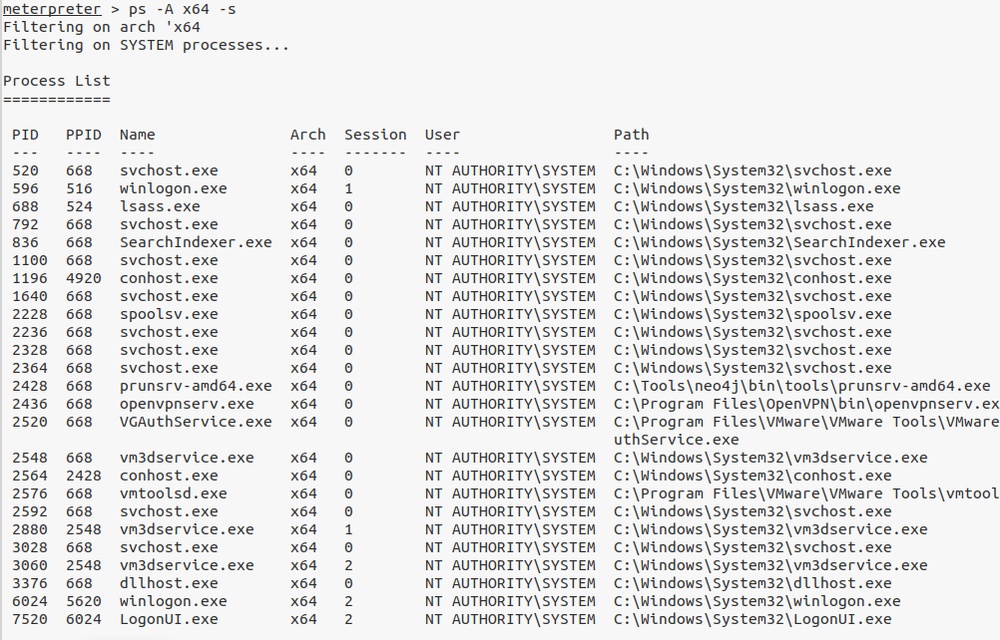 meterpreter > ps -A x64 -s
Filtering on arch 'x64
Filtering on SYSTEM processes...
Process List
============
PID PPID Name Arch Session User Path
--- ---- ---- ---- ------- ---- ----
520 668 svchost.exe x64 0 NT AUTHORITY\SYSTEM C:\Windows\System32\svchost.exe
596 516 winlogon.exe x64 1 NT AUTHORITY\SYSTEM C:\Windows\System32\winlogon.exe
688 524 lsass.exe x64 0 NT AUTHORITY\SYSTEM C:\Windows\System32\lsass.exe
792 668 svchost.exe x64 0 NT AUTHORITY\SYSTEM C:\Windows\System32\svchost.exe
836 668 SearchIndexer.exe x64 0 NT AUTHORITY\SYSTEM C:\Windows\System32\SearchIndexer.exe
1100 668 svchost.exe x64 0 NT AUTHORITY\SYSTEM C:\Windows\System32\svchost.exe
1196 4920 conhost.exe x64 0 NT AUTHORITY\SYSTEM C:\Windows\System32\conhost.exe
1640 668 svchost.exe x64 0 NT AUTHORITY\SYSTEM C:\Windows\System32\svchost.exe
2228 668 spoolsv.exe x64 0 NT AUTHORITY\SYSTEM C:\Windows\System32\spoolsv.exe
2236 668 svchost.exe x64 0 NT AUTHORITY\SYSTEM C:\Windows\System32\svchost.exe
2328 668 svchost.exe x64 0 NT AUTHORITY\SYSTEM C:\Windows\System32\svchost.exe
2364 668 svchost.exe x64 0 NT AUTHORITY\SYSTEM C:\Windows\System32\svchost.exe
2428 668 prunsrv-amd64.exe x64 0 NT AUTHORITY\SYSTEM C:\Tools\neo4j\bin\tools\prunsrv-amd64.exe
2436 668 openvpnserv.exe x64 0 NT AUTHORITY\SYSTEM C:\Program Files\OpenVPN\bin\openvpnserv.ex
2520 668 VGAuthService.exe x64 0 NT AUTHORITY\SYSTEM C:\Program Files\VMware\VMware Tools\VMware
uthService.exe
2548 668 vm3dservice.exe x64 0 NT AUTHORITY\SYSTEM C:\Windows\System32\vm3dservice.exe
2564 2428 conhost.exe x64 0 NT AUTHORITY\SYSTEM C:\Windows\System32\conhost.exe
2576 668 vmtoolsd.exe x64 0 NT AUTHORITY\SYSTEM C:\Program Files\VMware\VMware Tools\vmtool
2592 668 svchost.exe x64 0 NT AUTHORITY\SYSTEM C:\Windows\System32\svchost.exe
2880 2548 vm3dservice.exe x64 1 NT AUTHORITY\SYSTEM C:\Windows\System32\vm3dservice.exe
3028 668 svchost.exe x64 0 NT AUTHORITY\SYSTEM C:\Windows\System32\svchost.exe
3060 2548 vm3dservice.exe x64 2 NT AUTHORITY\SYSTEM C:\Windows\System32\vm3dservice.exe
3376 668 dllhost.exe x64 0 NT AUTHORITY\SYSTEM C:\Windows\System32\dllhost.exe
6024 5620 winlogon.exe x64 2 NT AUTHORITY\SYSTEM C:\Windows\System32\winlogon.exe
7520 6024 LogonUI.exe x64 2 NT AUTHORITY\SYSTEM C:\Windows\System32\LogonUI.exe